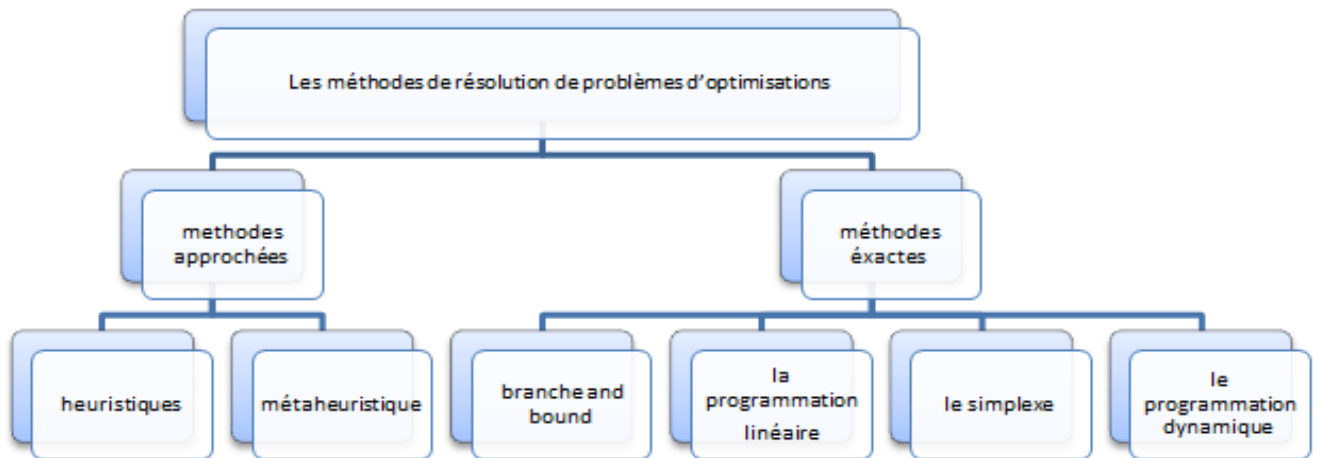 Les méthodes de résolution de problèmes d'optimisations
methodes
approchées
méthodes
éxactes
heuristiques
métaheuristique
branche and
bound
la
programmation
linéaire
le simplexe
le
programmation
dynamique